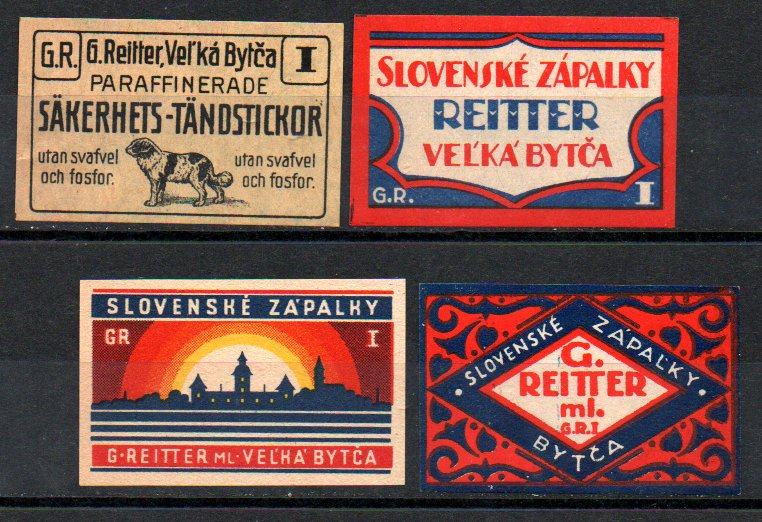 G.R.
G. Reitter, Veľká Bytča
I
PARAFFINERADE
SÄKERHETS-TÄNDSTICKOR
utan svafvel
och fosfor.
utan svafvel
och fosfor.
SLOVENSKÉ ZÁPALKY
REITTER
VEĽKÁ BYTČA
G.R.
I
SLOVENSKÉ ZÁPALKY
GR
I
G·REITTER ML·VEĽKÁ BYTČA
·SLOVENSKÉ ZÁPAĽKY·
G.
REITTER
ml.
G.R.I
BYTČA